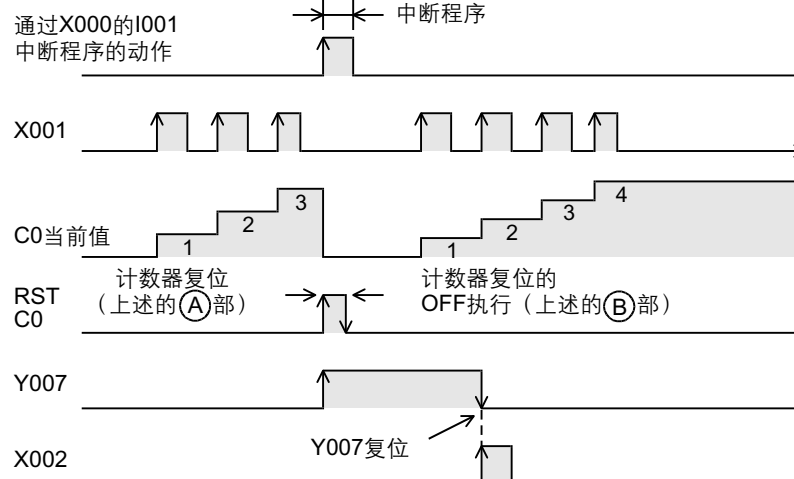 中断程序
通过X000的I001
中断程序的动作
X001
C0当前值
1
2
3
1
2
3
4
计数器复位
（上述的Ⓐ部）
计数器复位的
OFF执行（上述的Ⓑ部）
RST
C0
Y007
Y007复位
X002